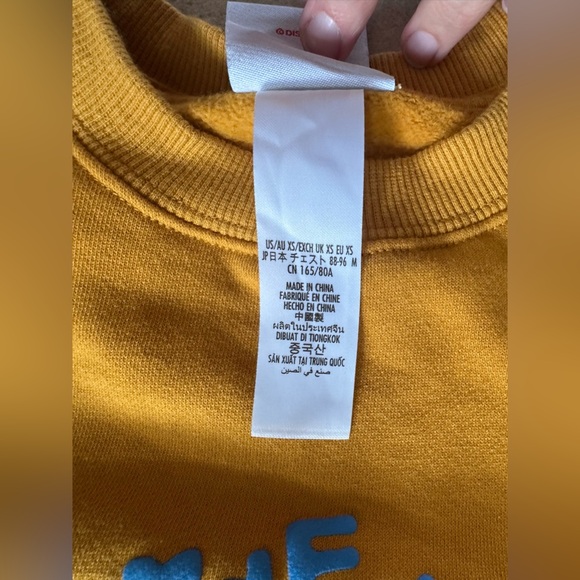 DIS
US/AU XS/EXCH UK XS EU XS
JP日本 チェスト 88-96 M
CN 165/80A
MADE IN CHINA
FABRIQUÉ EN CHINE
HECHO EN CHINA
中國製
ผลิตในประเทศจีน
DIBUAT DI TIONGKOK
중국산
SẢN XUẤT TẠI TRUNG QUỐC
صنع في الصين